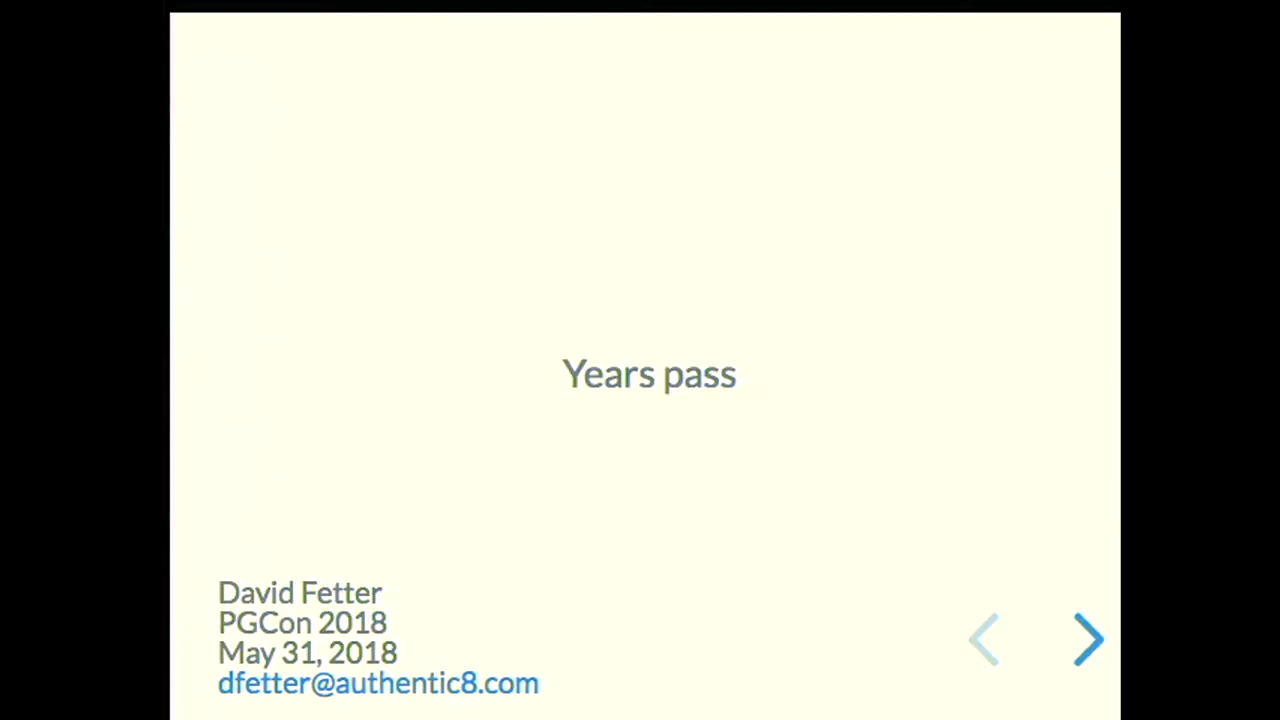 Years pass
David Fetter
PGCon 2018
May 31, 2018
dfetter@authentic8.com